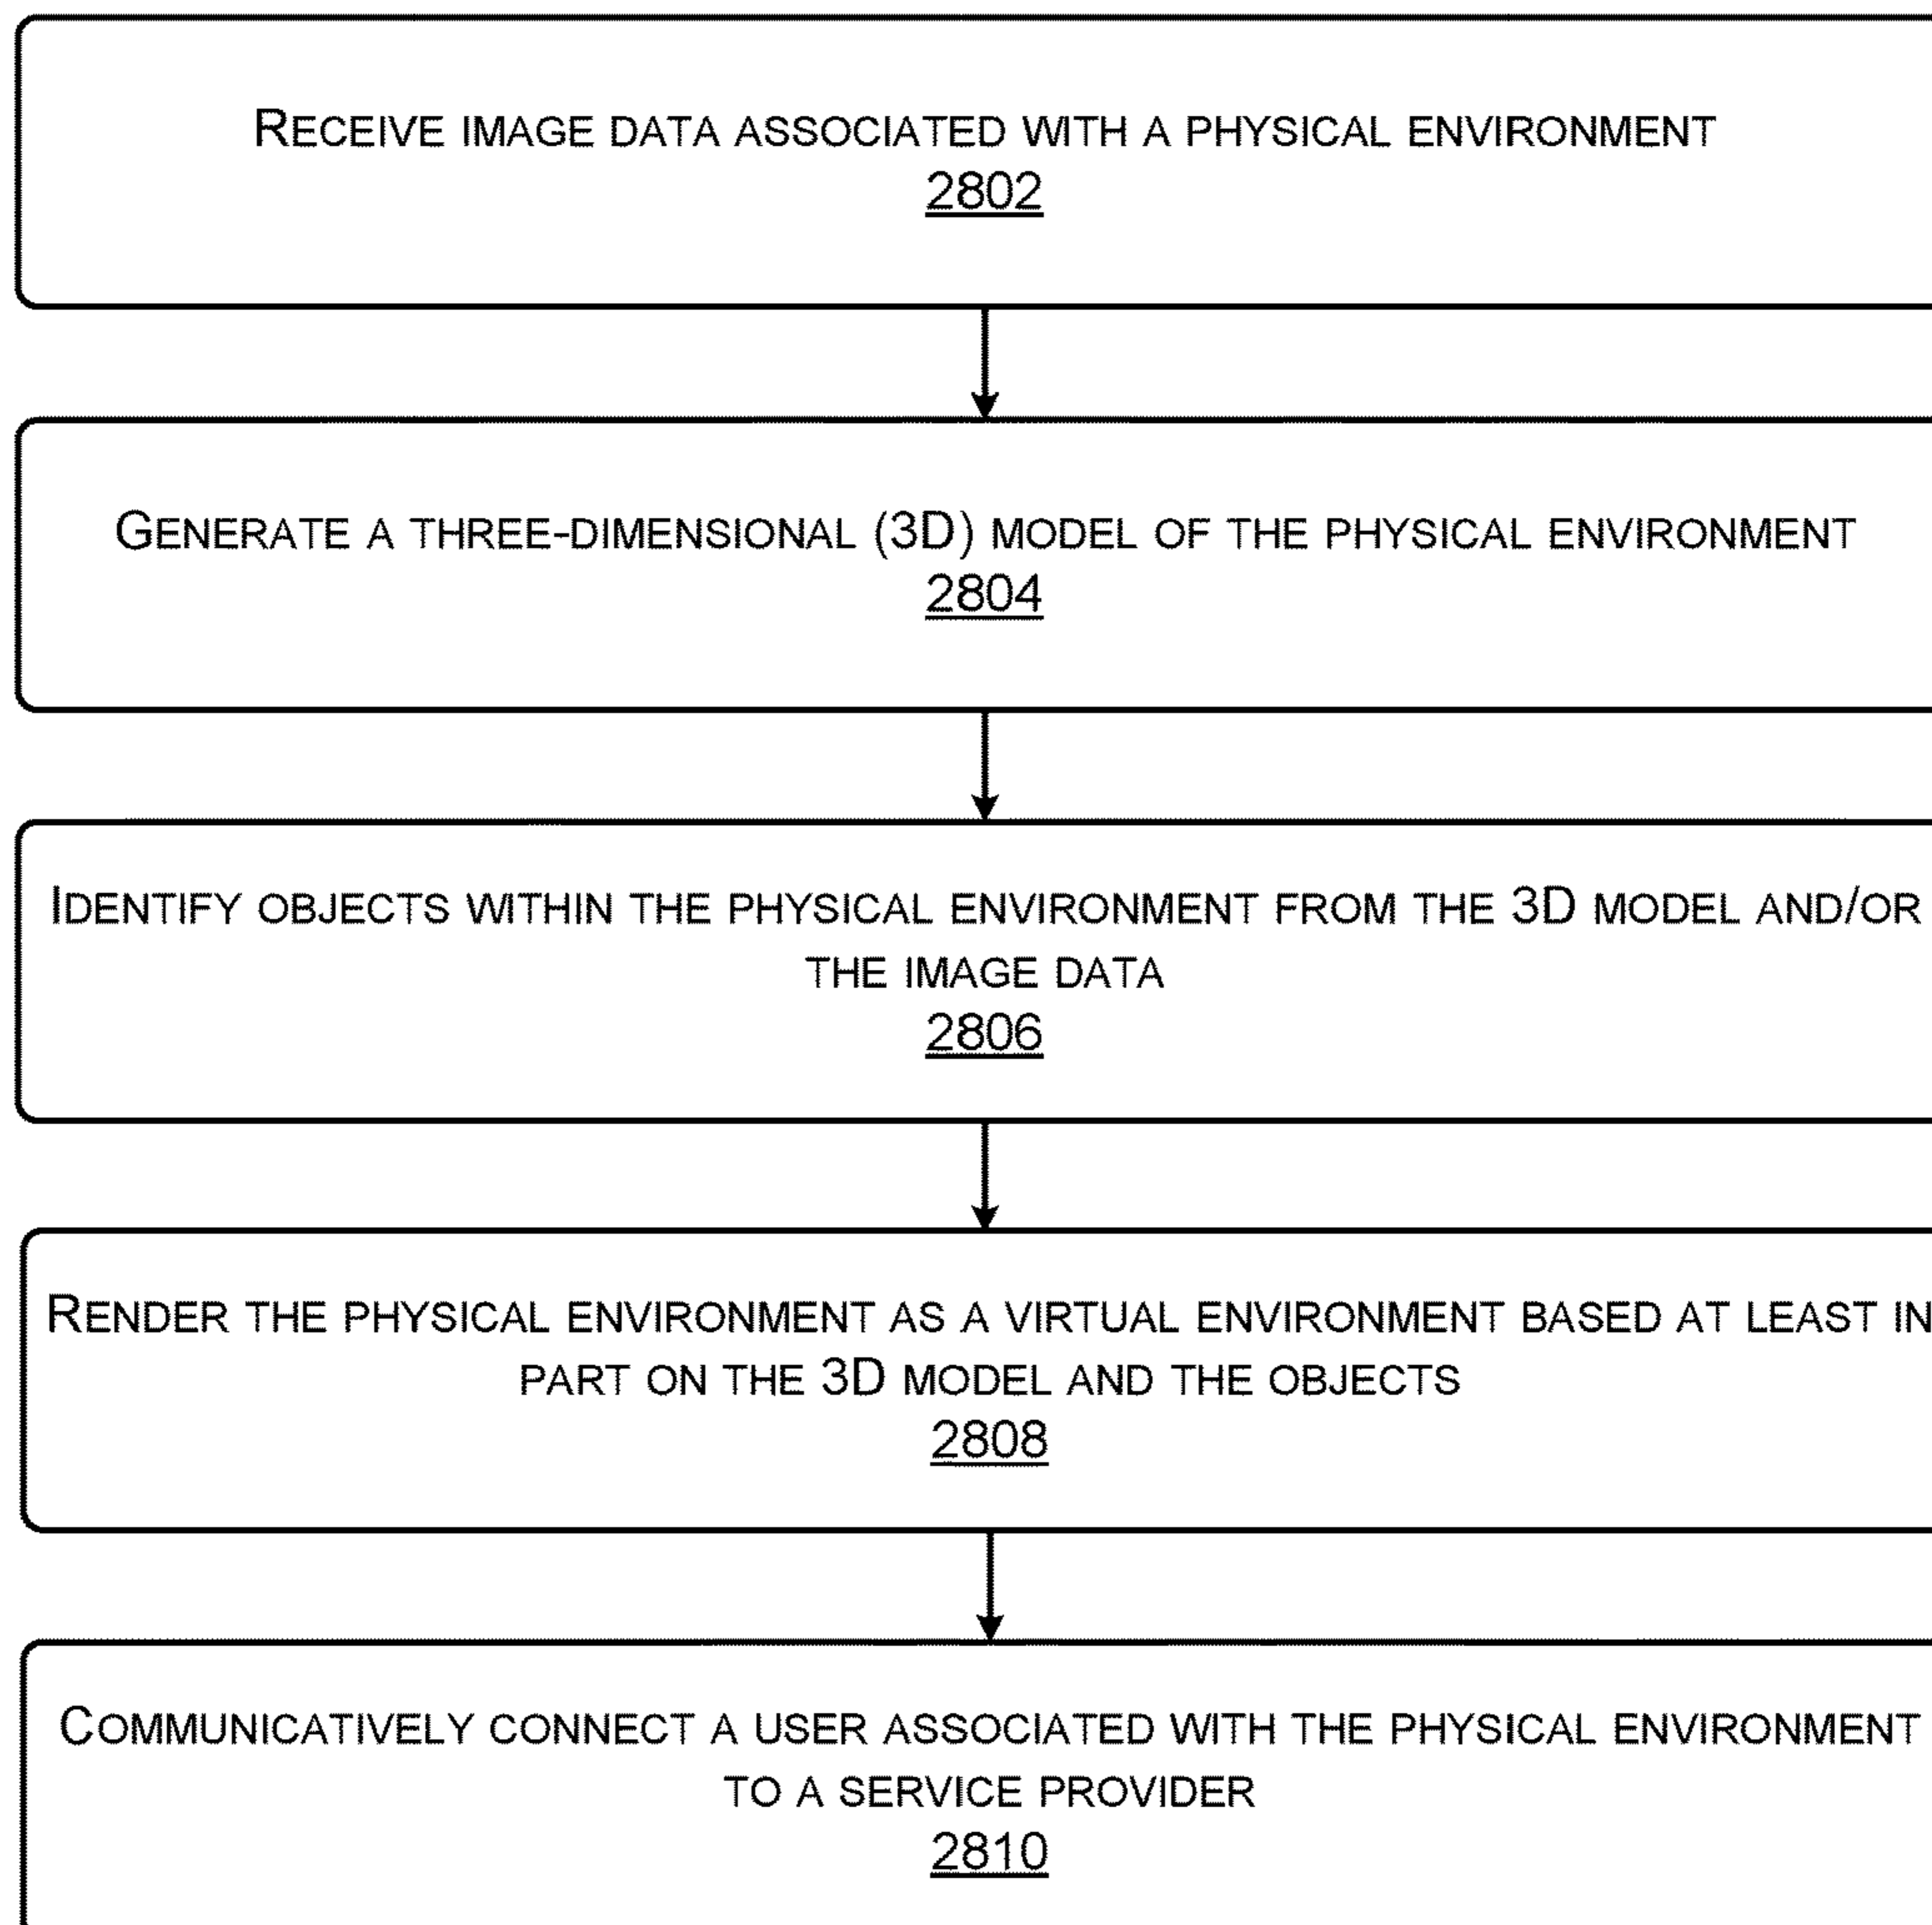 RECEIVE IMAGE DATA ASSOCIATED WITH A PHYSICAL ENVIRONMENT
2802
GENERATE A THREE-DIMENSIONAL (3D) MODEL OF THE PHYSICAL ENVIRONMENT
2804
IDENTIFY OBJECTS WITHIN THE PHYSICAL ENVIRONMENT FROM THE 3D MODEL AND/OR
THE IMAGE DATA
2806
RENDER THE PHYSICAL ENVIRONMENT AS A VIRTUAL ENVIRONMENT BASED AT LEAST IN
PART ON THE 3D MODEL AND THE OBJECTS
2808
COMMUNICATIVELY CONNECT A USER ASSOCIATED WITH THE PHYSICAL ENVIRONMENT
TO A SERVICE PROVIDER
2810